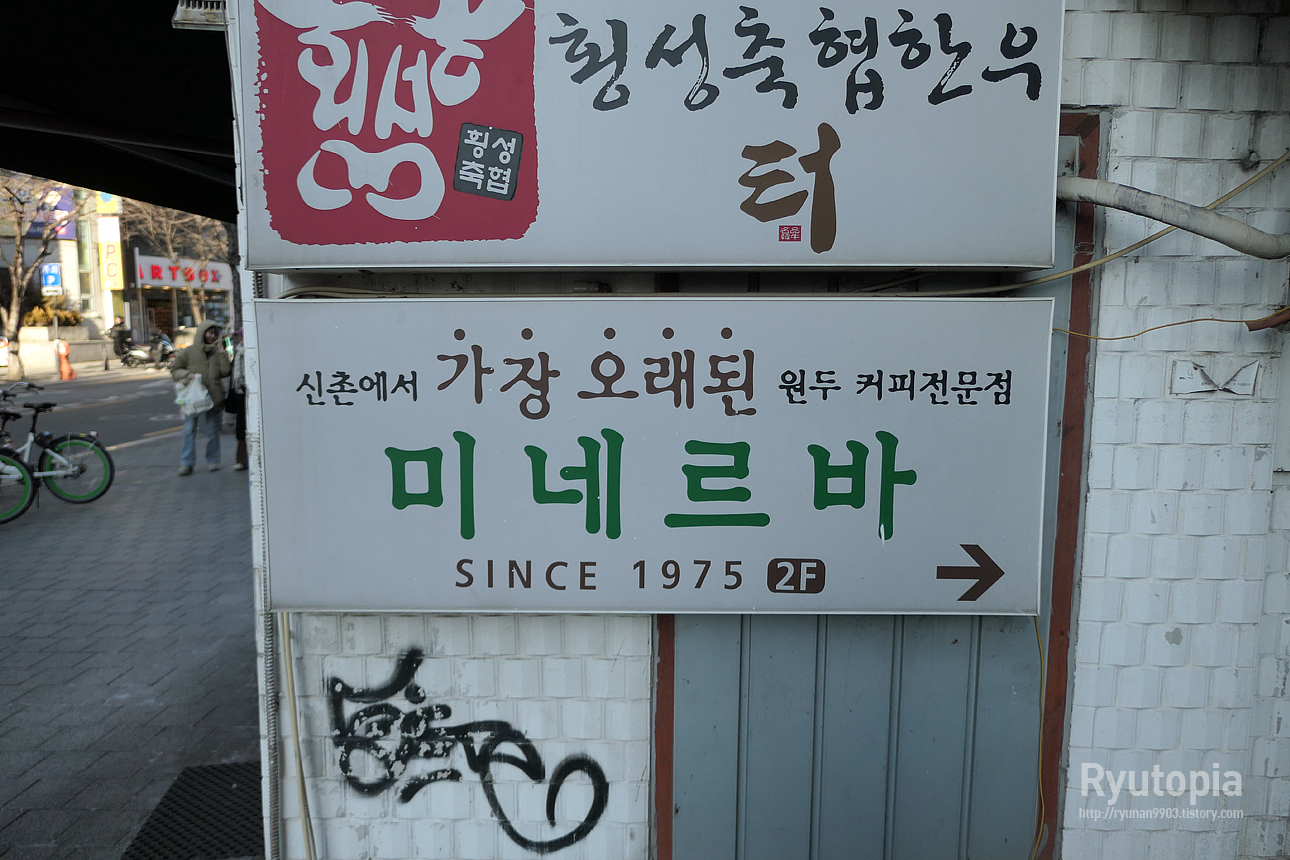 횡성축협한우
횡성
축협
터
신촌에서 가장 오래된 원두 커피전문점
미네르바
SINCE 1975 2F
ARTBOX
PC
Ryutopia
http://ryunan9903.tistory.com